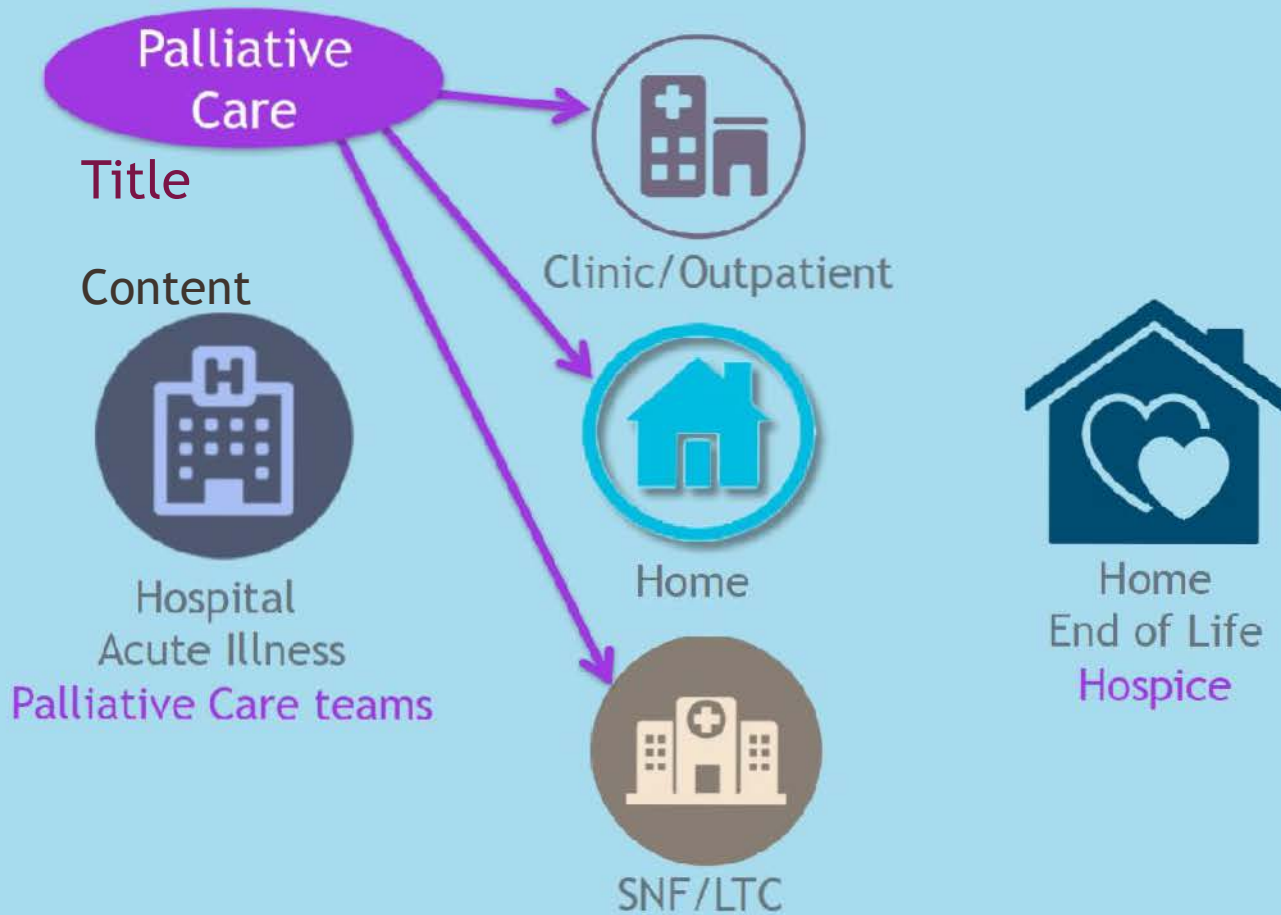 Palliative
Care
Title
Content
Clinic/Outpatient
H
Hospital
Acute Illness
Palliative Care teams
Home
SNF/LTC
Home
End of Life
Hospice